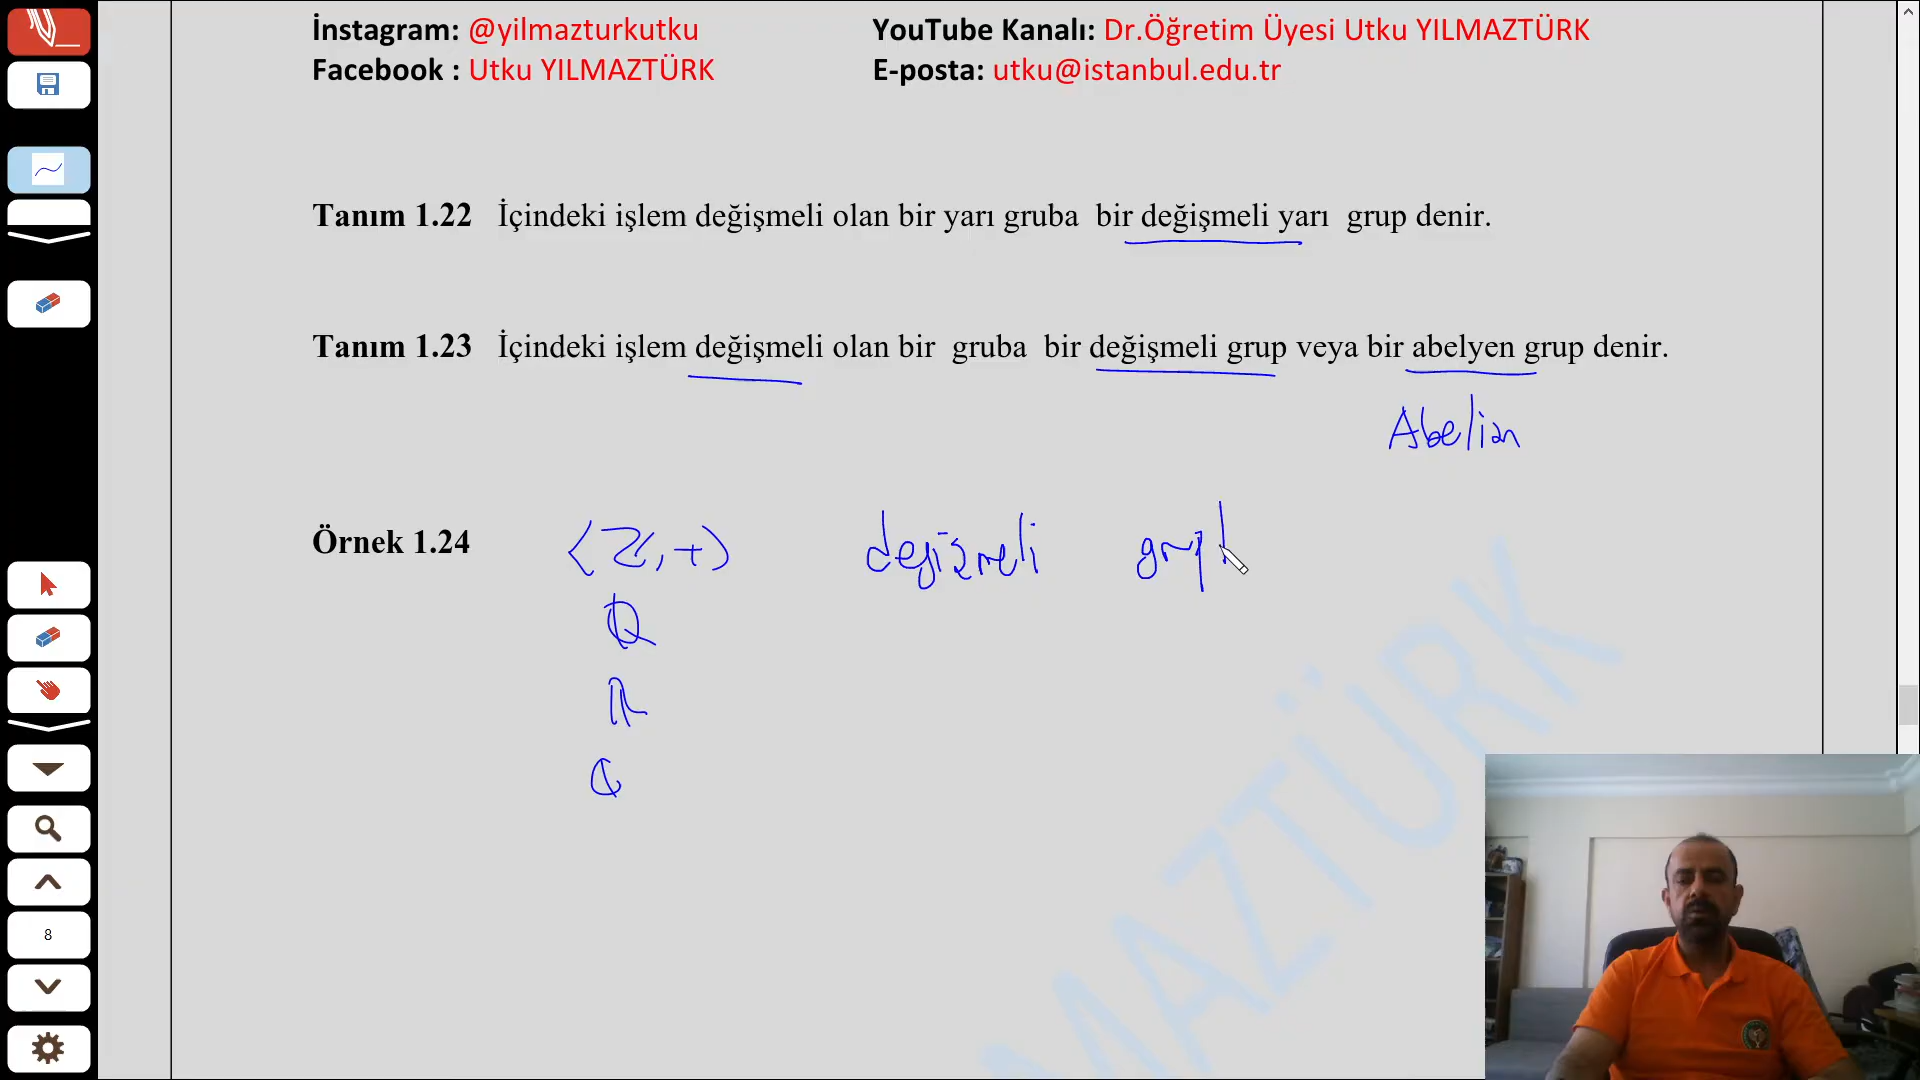 İnstagram: @yilmazturkutku YouTube Kanalı: Dr.Öğretim Üyesi Utku YILMAZTÜRK
Facebook : Utku YILMAZTÜRK E-posta: utku@istanbul.edu.tr
Tanım 1.22 İçindeki işlem değişmeli olan bir yarı gruba bir değişmeli yarı grup denir.
Tanım 1.23 İçindeki işlem değişmeli olan bir gruba bir değişmeli grup veya bir abelyen grup denir.
Abelian
Örnek 1.24 ⟨ℤ, +⟩ değişmeli grup
ℚ
ℝ
ℂ
MAZTÜRK
8